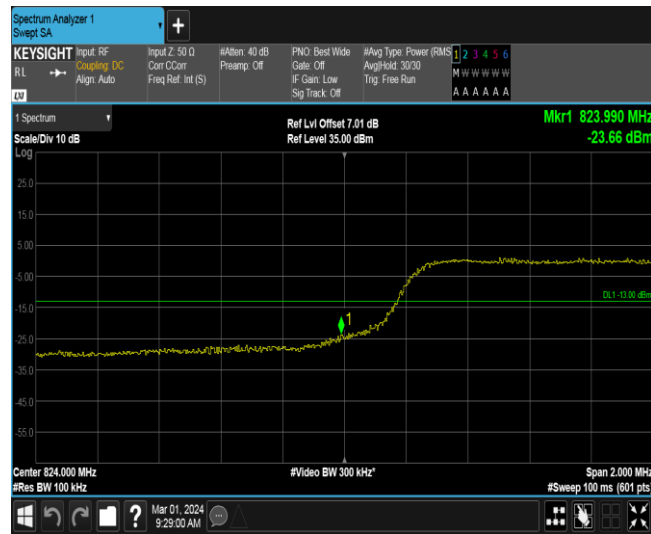 Spectrum Analyzer 1
Swept SA
+
KEYSIGHT
RL
LXI
Input: RF
Coupling: DC
Align: Auto
Input Z: 50 Ω
Corr CCorr
Freq Ref: Int (S)
#Atten: 40 dB
Preamp: Off
PNO: Best Wide
Gate: Off
IF Gain: Low
Sig Track: Off
#Avg Type: Power (RMS
Avg|Hold: 30/30
Trig: Free Run
1 2 3 4 5 6
M W W W W W
A A A A A A
1 Spectrum
Scale/Div 10 dB
Log
Ref Lvl Offset 7.01 dB
Ref Level 35.00 dBm
Mkr1 823.990 MHz
-23.66 dBm
25.0
15.0
5.00
-5.00
-15.0
-25.0
-35.0
-45.0
-55.0
DL1 -13.00 dBm
1
Center 824.000 MHz
#Video BW 300 kHz*
Span 2.000 MHz
#Res BW 100 kHz
#Sweep 100 ms (601 pts
?
Mar 01, 2024
9:29:00 AM